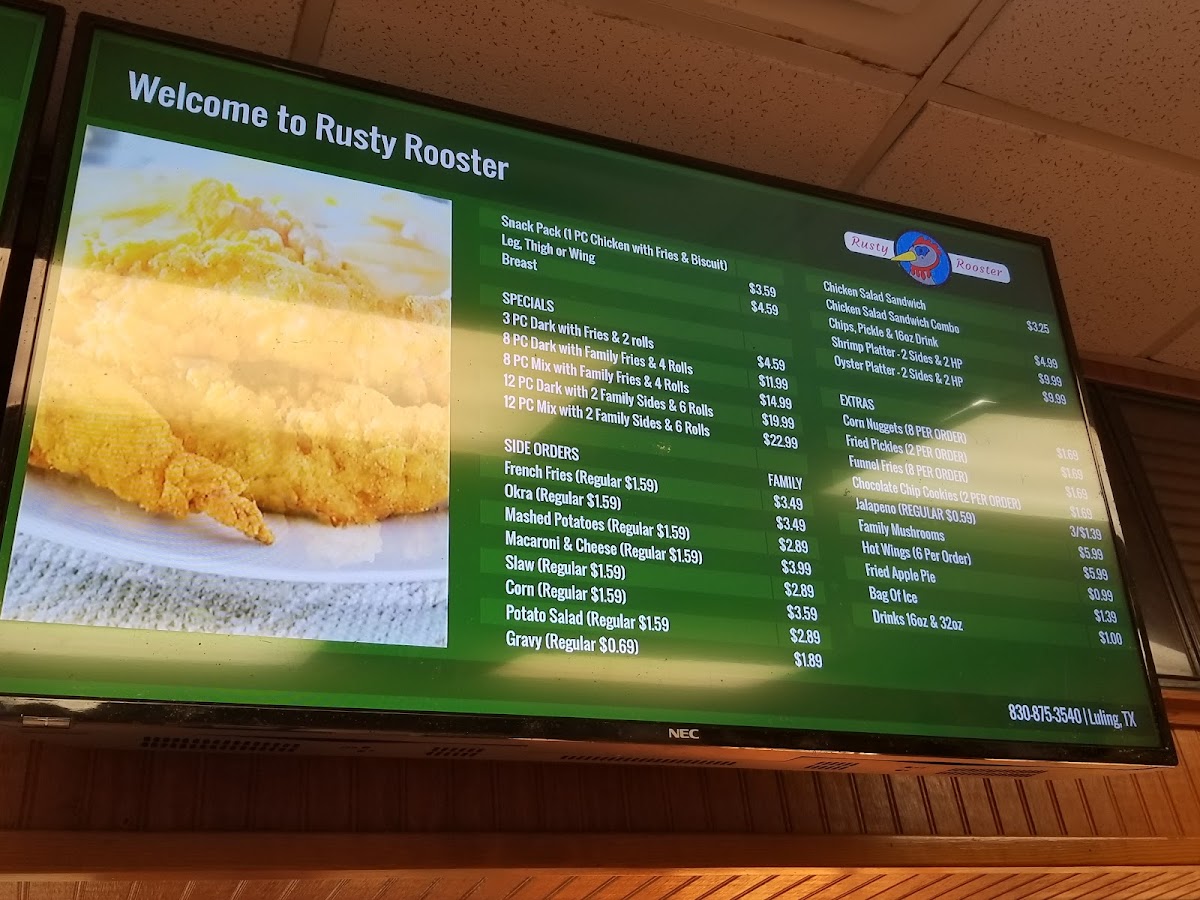 Welcome to Rusty Rooster
Snack Pack (1 PC Chicken with Fries & Biscuit)
Leg, Thigh or Wing $3.59
Breast $4.59
SPECIALS
3 PC Dark with Fries & 2 rolls $4.59
8 PC Dark with Family Fries & 4 Rolls $11.99
8 PC Mix with Family Fries & 4 Rolls $14.99
12 PC Dark with 2 Family Sides & 6 Rolls $19.99
12 PC Mix with 2 Family Sides & 6 Rolls $22.99
SIDE ORDERS FAMILY
French Fries (Regular $1.59) $3.49
Okra (Regular $1.59) $3.49
Mashed Potatoes (Regular $1.59) $2.89
Macaroni & Cheese (Regular $1.59) $3.99
Slaw (Regular $1.59) $2.89
Corn (Regular $1.59) $3.59
Potato Salad (Regular $1.59 $2.89
Gravy (Regular $0.69) $1.89
Rusty Rooster
Chicken Salad Sandwich $3.25
Chicken Salad Sandwich Combo
Chips, Pickle & 16oz Drink $4.99
Shrimp Platter - 2 Sides & 2 HP $9.99
Oyster Platter - 2 Sides & 2 HP $9.99
EXTRAS
Corn Nuggets (8 PER ORDER) $1.69
Fried Pickles (2 PER ORDER) $1.69
Funnel Fries (8 PER ORDER) $1.69
Chocolate Chip Cookies (2 PER ORDER) $1.69
Jalapeno (REGULAR $0.59) 3/$1.39
Family Mushrooms $5.99
Hot Wings (6 Per Order) $5.99
Fried Apple Pie $0.99
Bag Of Ice $1.39
Drinks 16oz & 32oz $1.00
830-875-3540 | Luling, TX
NEC